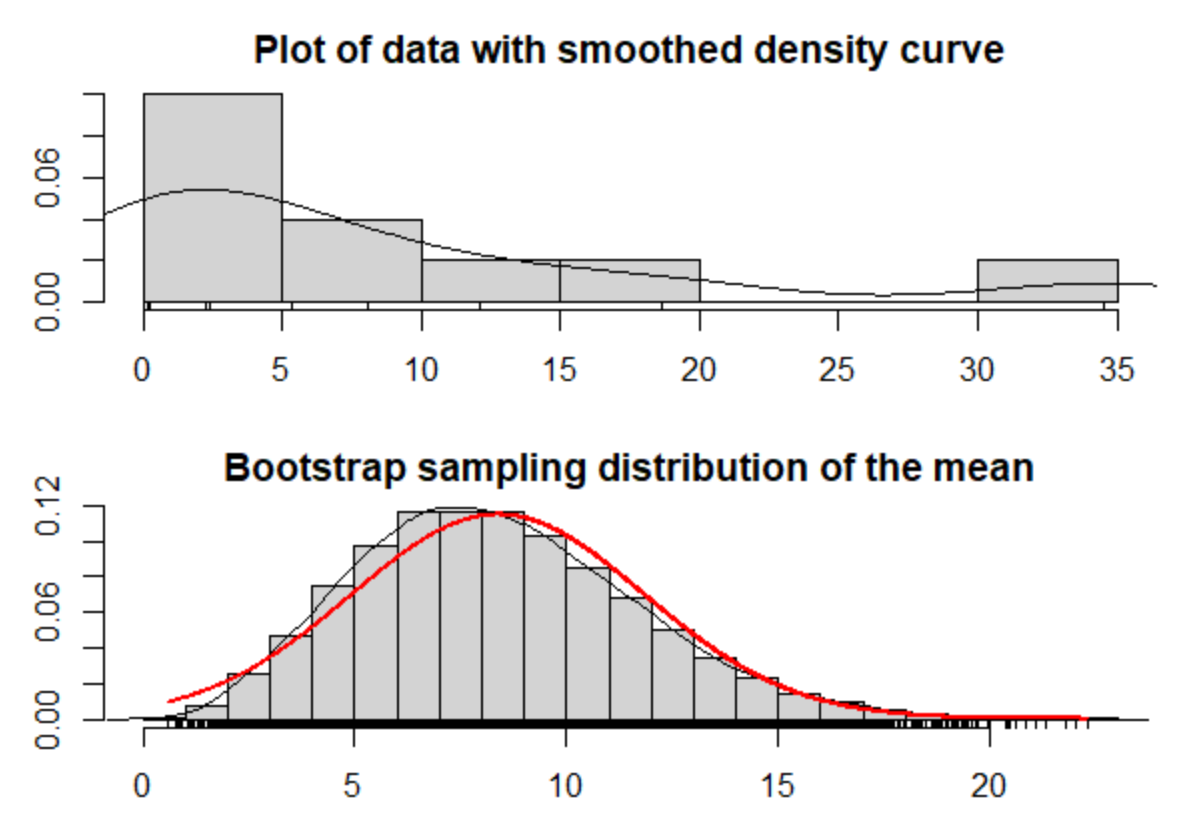 Plot of data with smoothed density curve
0.06
0.00
0 5 10 15 20 25 30 35
Bootstrap sampling distribution of the mean
0.12
0.06
0.00
0 5 10 15 20